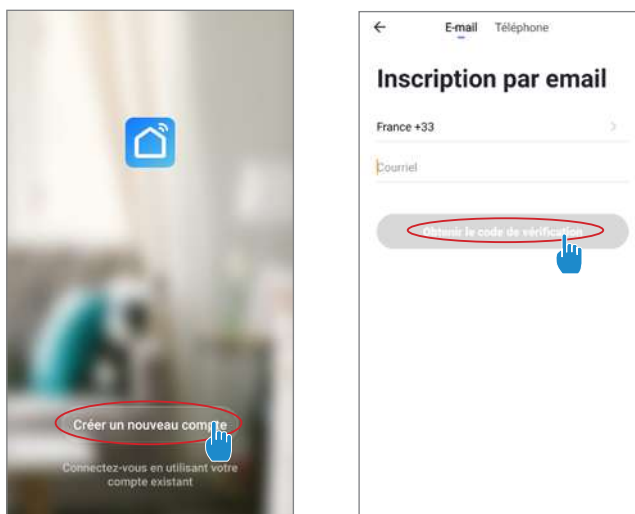 Créer un nouveau compte
Connectez-vous en utilisant votre
compte existant
E-mail Téléphone
Inscription par email
France +33
Courriel
Obtenir le code de vérification